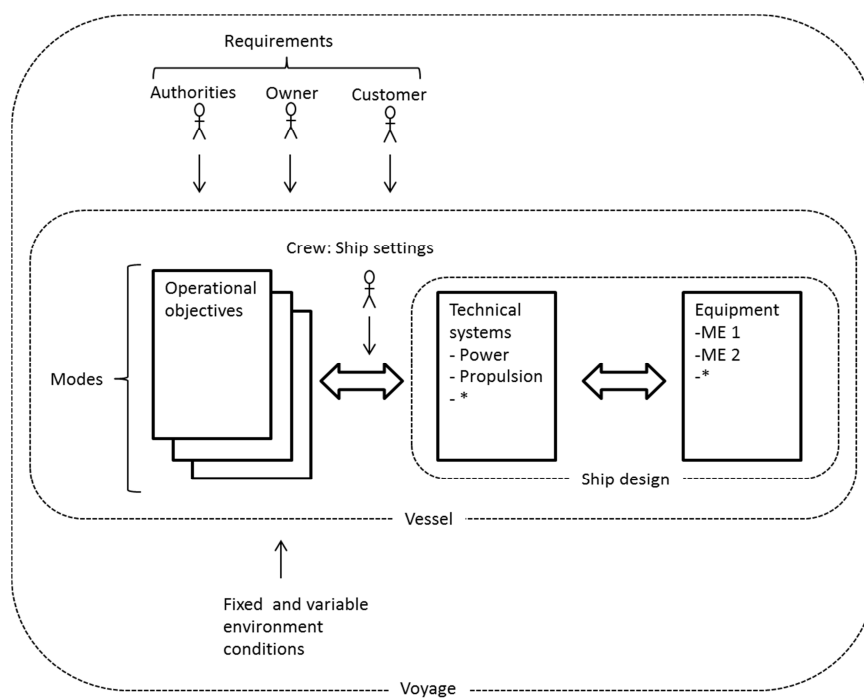 Requirements
Authorities Owner Customer
Crew: Ship settings
Modes
Operational
objectives
Technical
systems
- Power
- Propulsion
- *
Equipment
-ME 1
-ME 2
-*
Ship design
Vessel
Fixed and variable
environment
conditions
Voyage